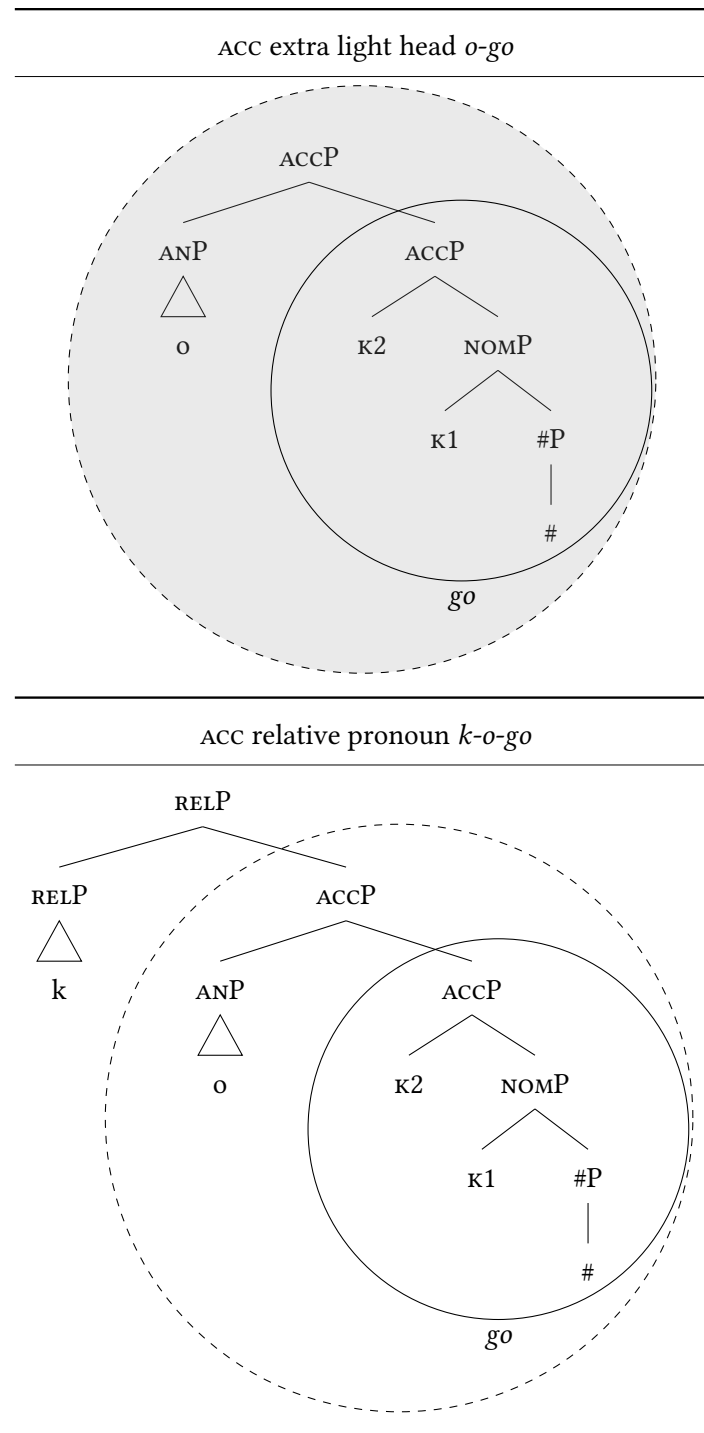 ACC extra light head o-go
ACCP
ANP ACCP
o K2 NOMP
K1 #P
#
go
ACC relative pronoun k-o-go
RELP
RELP ACCP
k ANP ACCP
o K2 NOMP
K1 #P
#
go